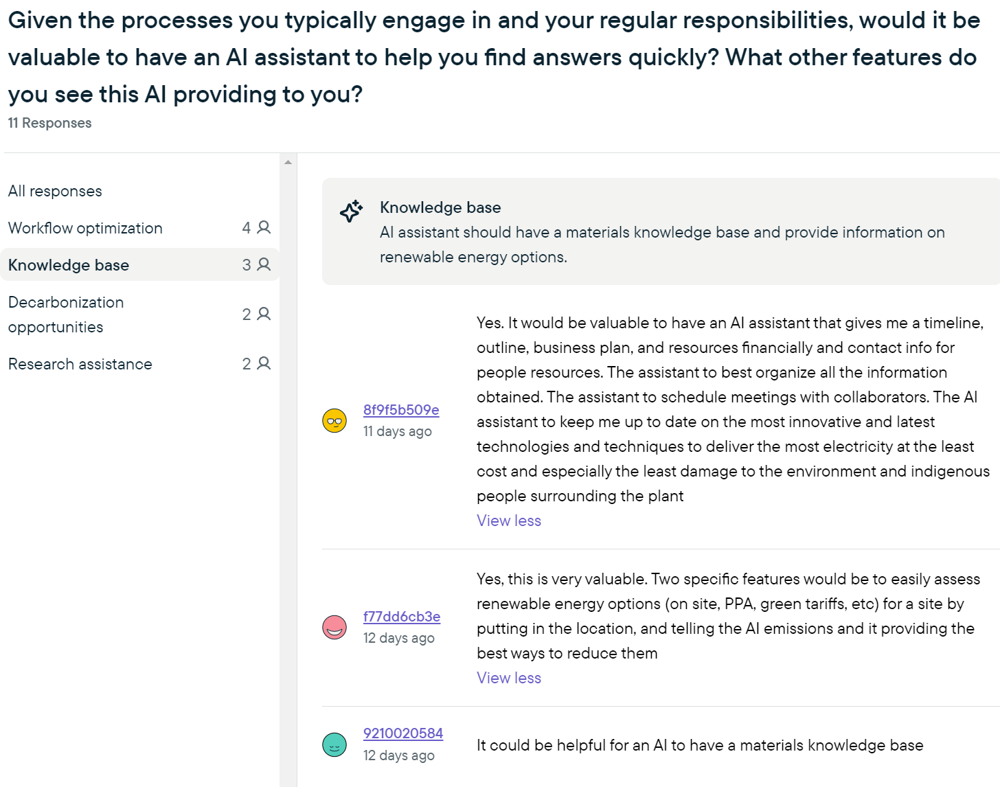 Given the processes you typically engage in and your regular responsibilities, would it be
valuable to have an AI assistant to help you find answers quickly? What other features do
you see this AI providing to you?
11 Responses
All responses
Workflow optimization 4
Knowledge base 3
Decarbonization
opportunities 2
Research assistance 2
Knowledge base
AI assistant should have a materials knowledge base and provide information on
renewable energy options.
8f9f5b509e
11 days ago
Yes. It would be valuable to have an AI assistant that gives me a timeline,
outline, business plan, and resources financially and contact info for
people resources. The assistant to best organize all the information
obtained. The assistant to schedule meetings with collaborators. The AI
assistant to keep me up to date on the most innovative and latest
technologies and techniques to deliver the most electricity at the least
cost and especially the least damage to the environment and indigenous
people surrounding the plant
View less
f77dd6cb3e
12 days ago
Yes, this is very valuable. Two specific features would be to easily assess
renewable energy options (on site, PPA, green tariffs, etc) for a site by
putting in the location, and telling the AI emissions and it providing the
best ways to reduce them
View less
9210020584
12 days ago
It could be helpful for an AI to have a materials knowledge base